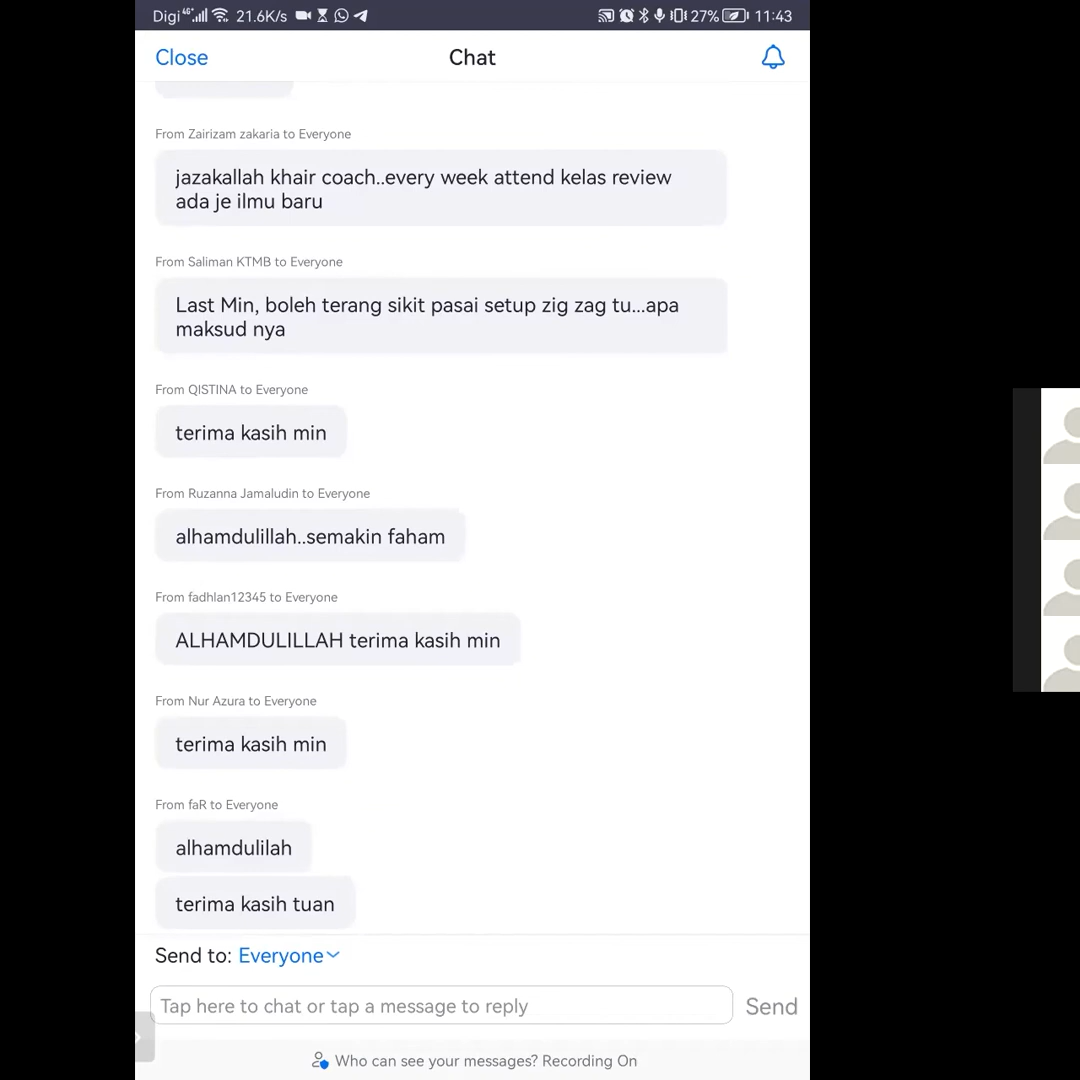 Digi 4G 21.6K/s 27% 11:43
Close Chat
From Zairizam zakaria to Everyone
jazakallah khair coach..every week attend kelas review
ada je ilmu baru
From Saliman KTMB to Everyone
Last Min, boleh terang sikit pasai setup zig zag tu...apa
maksud nya
From QISTINA to Everyone
terima kasih min
From Ruzanna Jamaludin to Everyone
alhamdulillah..semakin faham
From fadhlan12345 to Everyone
ALHAMDULILLAH terima kasih min
From Nur Azura to Everyone
terima kasih min
From faR to Everyone
alhamdulilah
terima kasih tuan
Send to: Everyone
Tap here to chat or tap a message to reply Send
Who can see your messages? Recording On